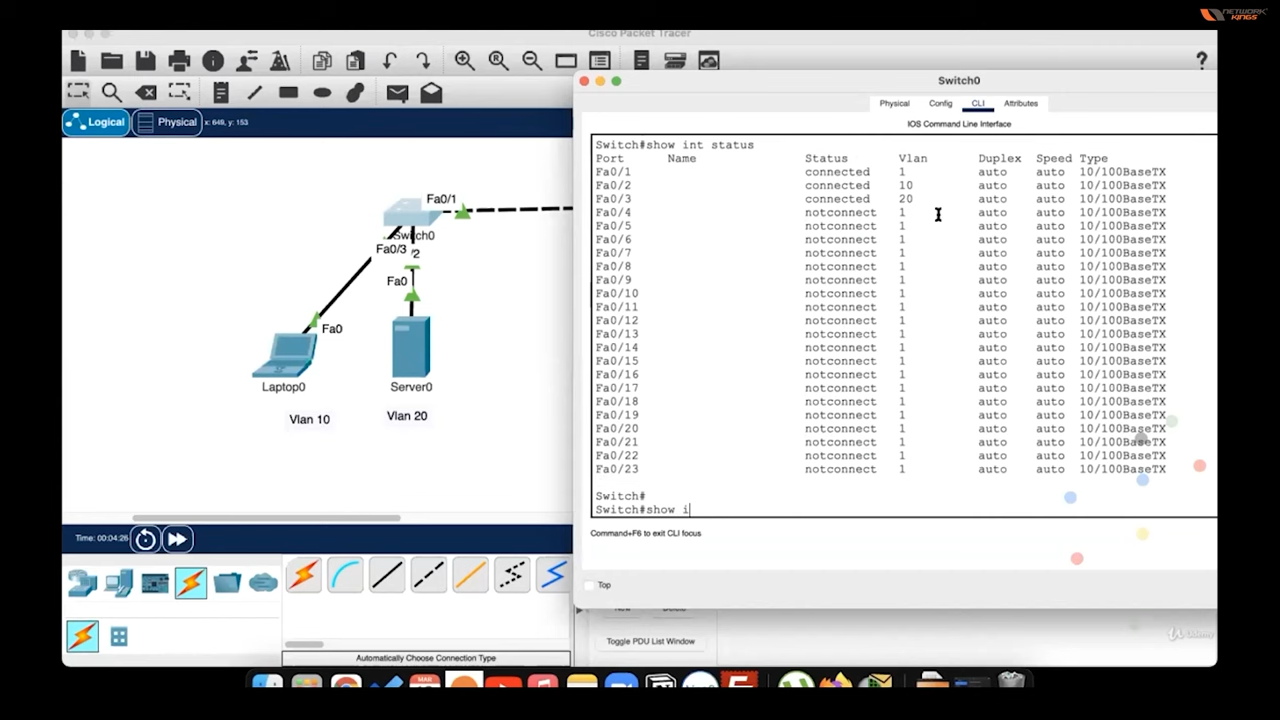 NETWORK
KINGS
Cisco Packet Tracer
?
Logical
Physical
x: 649, y: 153
Fa0/1
Switch0
Fa0/3
/2
Fa0
Fa0
Laptop0
Server0
Vlan 10
Vlan 20
Time: 00:04:26
Automatically Choose Connection Type
Switch0
Physical Config CLI Attributes
IOS Command Line Interface
Switch#show int status
Port Name Status Vlan Duplex Speed Type
Fa0/1 connected 1 auto auto 10/100BaseTX
Fa0/2 connected 10 auto auto 10/100BaseTX
Fa0/3 connected 20 auto auto 10/100BaseTX
Fa0/4 notconnect 1 auto auto 10/100BaseTX
Fa0/5 notconnect 1 auto auto 10/100BaseTX
Fa0/6 notconnect 1 auto auto 10/100BaseTX
Fa0/7 notconnect 1 auto auto 10/100BaseTX
Fa0/8 notconnect 1 auto auto 10/100BaseTX
Fa0/9 notconnect 1 auto auto 10/100BaseTX
Fa0/10 notconnect 1 auto auto 10/100BaseTX
Fa0/11 notconnect 1 auto auto 10/100BaseTX
Fa0/12 notconnect 1 auto auto 10/100BaseTX
Fa0/13 notconnect 1 auto auto 10/100BaseTX
Fa0/14 notconnect 1 auto auto 10/100BaseTX
Fa0/15 notconnect 1 auto auto 10/100BaseTX
Fa0/16 notconnect 1 auto auto 10/100BaseTX
Fa0/17 notconnect 1 auto auto 10/100BaseTX
Fa0/18 notconnect 1 auto auto 10/100BaseTX
Fa0/19 notconnect 1 auto auto 10/100BaseTX
Fa0/20 notconnect 1 auto auto 10/100BaseTX
Fa0/21 notconnect 1 auto auto 10/100BaseTX
Fa0/22 notconnect 1 auto auto 10/100BaseTX
Fa0/23 notconnect 1 auto auto 10/100BaseTX
Switch#
Switch#show i
Command+F6 to exit CLI focus
Top
Toggle PDU List Window
Udemy
MAR